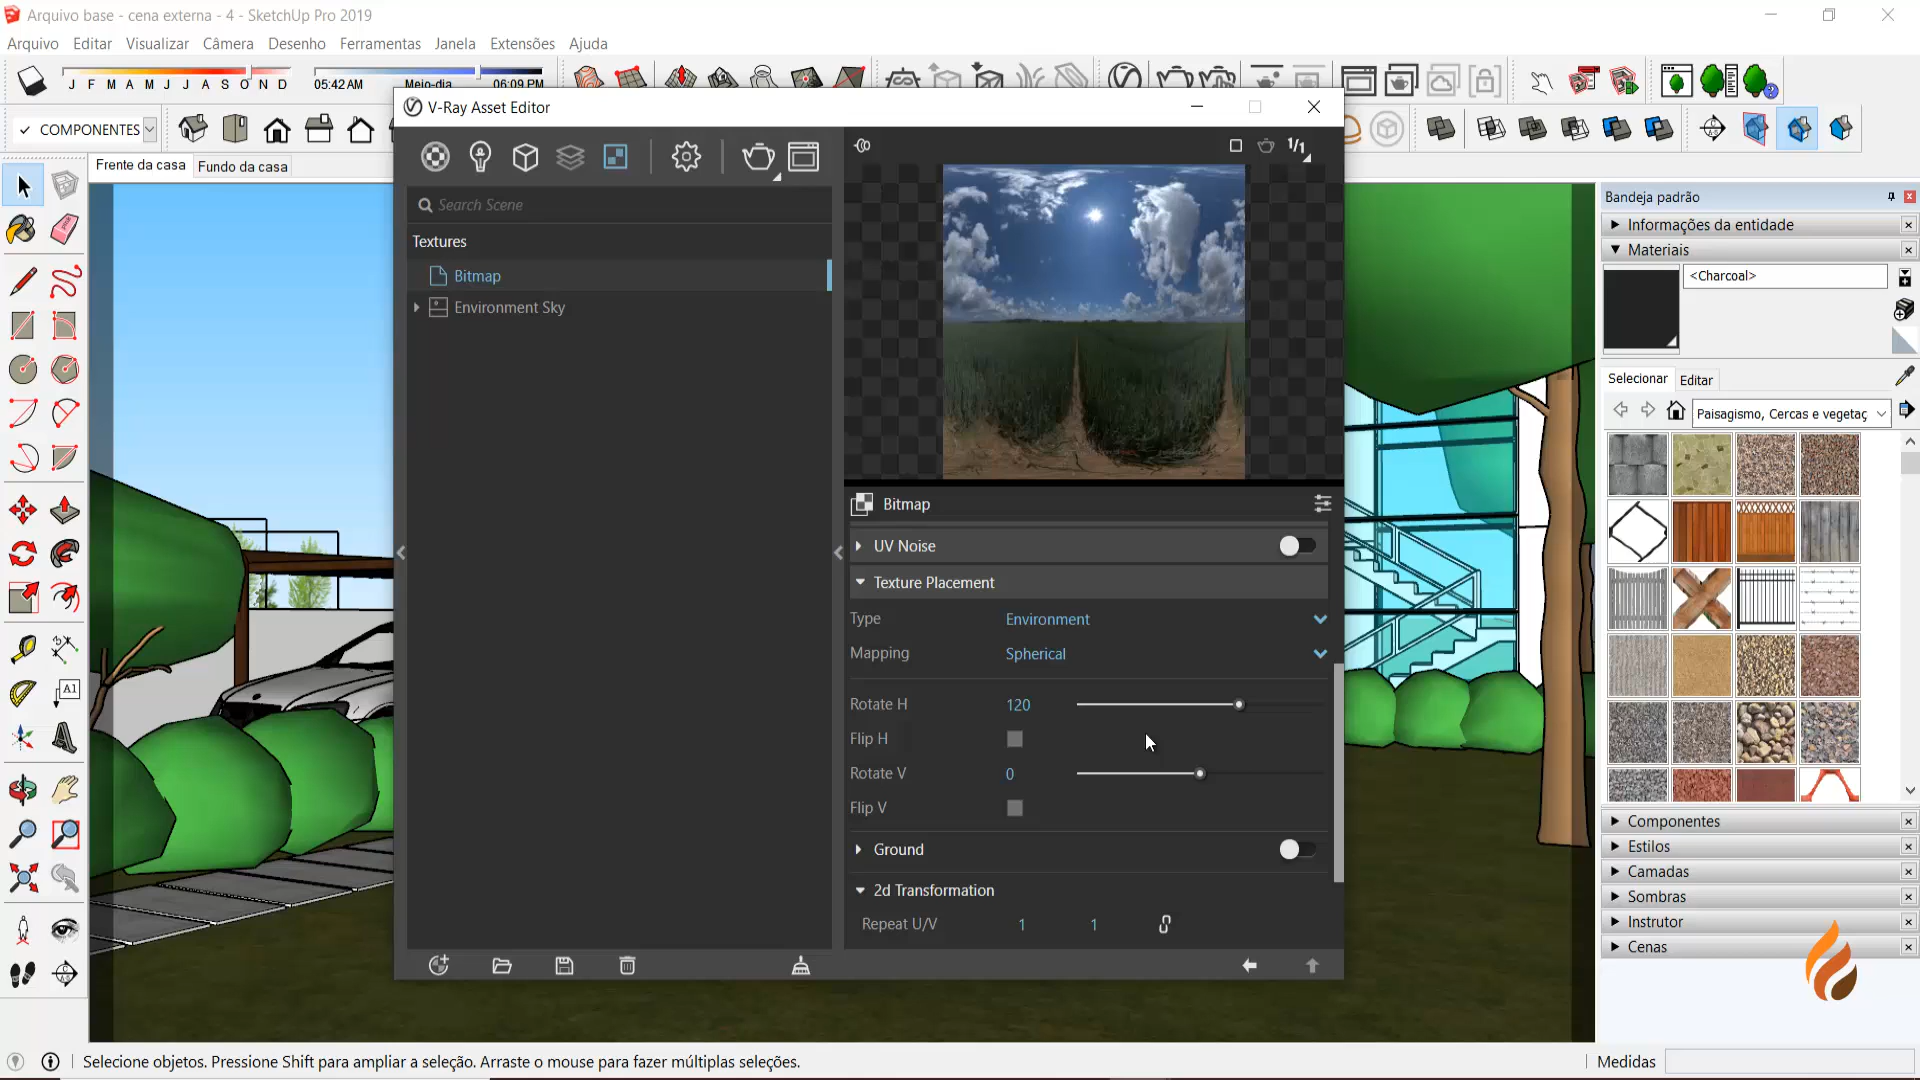 Arquivo base - cena externa - 4 - SketchUp Pro 2019
Arquivo Editar Visualizar Câmera Desenho Ferramentas Janela Extensões Ajuda
J F M A M J J A S O N D 05:42 AM Meio-dia 06:09 PM
V-Ray Asset Editor
✓ COMPONENTES
Frente da casa Fundo da casa
1/1
Search Scene
Textures
Bitmap
Environment Sky
Bitmap
UV Noise
Texture Placement
Type Environment
Mapping Spherical
Rotate H 120
Flip H
Rotate V 0
Flip V
Ground
2d Transformation
Repeat U/V 1 1
Bandeja padrão
Informações da entidade
Materiais
<Charcoal>
Selecionar Editar
Paisagismo, Cercas e vegetaç
Componentes
Estilos
Camadas
Sombras
Instrutor
Cenas
A1
Selecione objetos. Pressione Shift para ampliar a seleção. Arraste o mouse para fazer múltiplas seleções.
Medidas